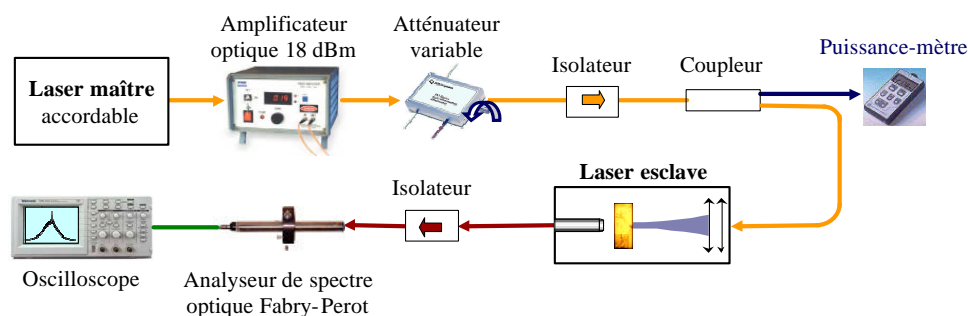 Amplificateur
optique 18 dBm
Atténuateur
variable
Isolateur
Coupleur
Puissance-mètre
Laser maître
accordable
Laser esclave
Isolateur
Oscilloscope
Analyseur de spectre
optique Fabry-Perot